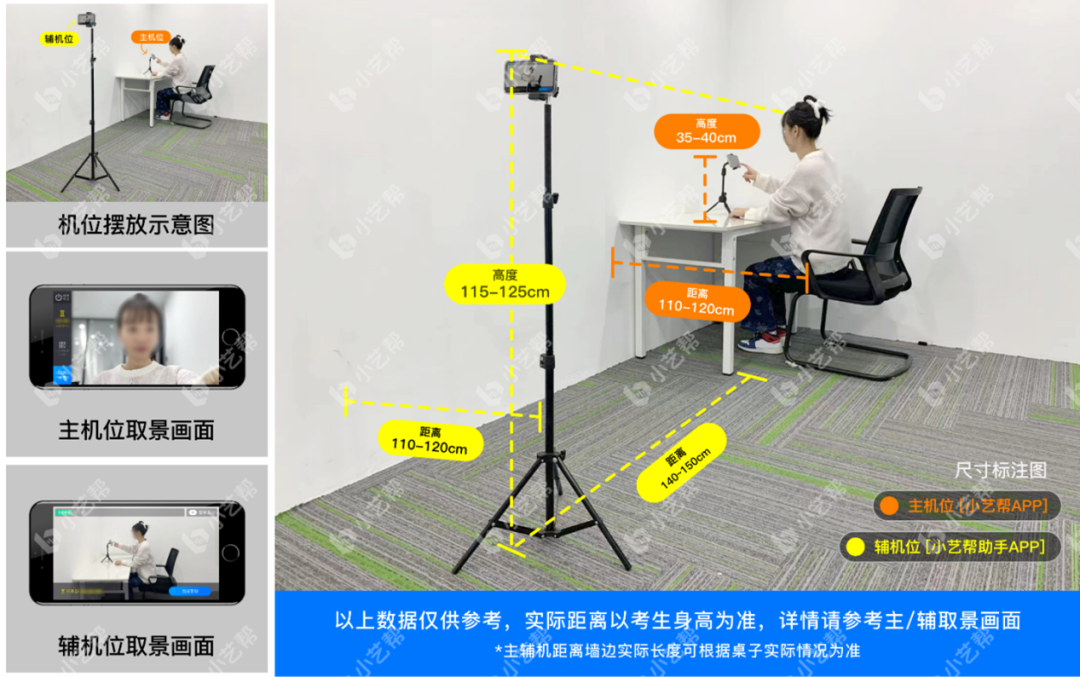 辅机位
主机位
机位摆放示意图
主机位取景画面
辅机位取景画面
高度
35-40cm
高度
115-125cm
距离
110-120cm
距离
110-120cm
距离
140-150cm
尺寸标注图
主机位 [小艺帮APP]
辅机位 [小艺帮助手APP]
以上数据仅供参考，实际距离以考生身高为准，详情请参考主/辅取景画面
*主辅机距离墙边实际长度可根据桌子实际情况为准
小艺帮